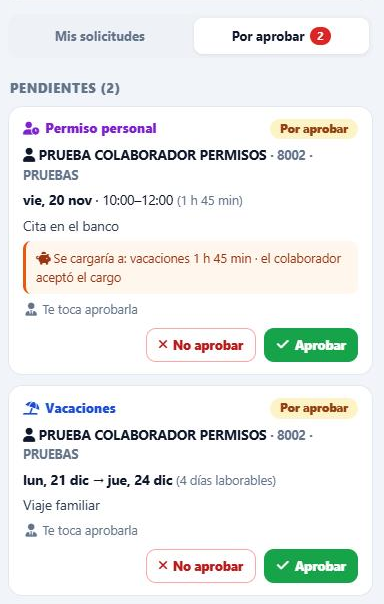 Mis solicitudes
Por aprobar 2
PENDIENTES (2)
Permiso personal
Por aprobar
PRUEBA COLABORADOR PERMISOS · 8002 ·
PRUEBAS
vie, 20 nov · 10:00–12:00 (1 h 45 min)
Cita en el banco
Se cargaría a: vacaciones 1 h 45 min · el colaborador
aceptó el cargo
Te toca aprobarla
No aprobar
Aprobar
Vacaciones
Por aprobar
PRUEBA COLABORADOR PERMISOS · 8002 ·
PRUEBAS
lun, 21 dic → jue, 24 dic (4 días laborables)
Viaje familiar
Te toca aprobarla
No aprobar
Aprobar